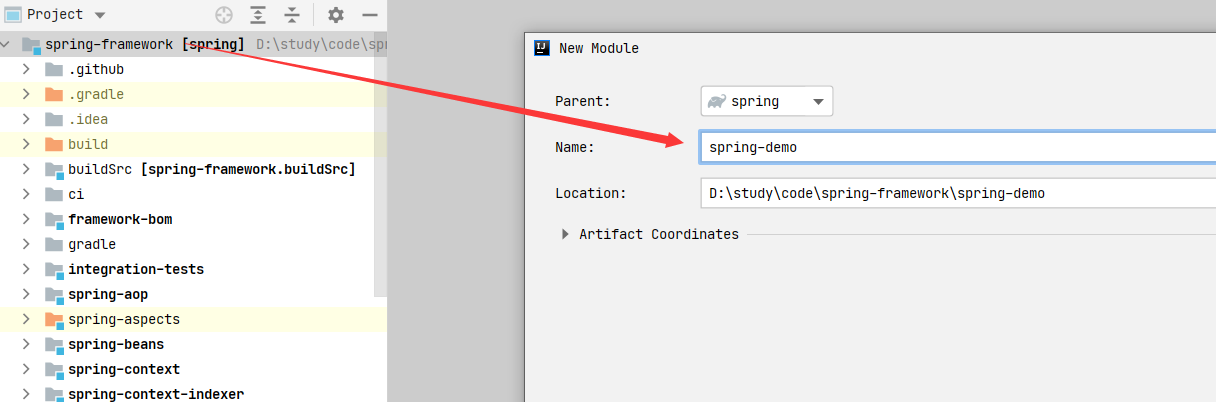 Project
spring-framework [spring] D:\study\code\spr
.github
.gradle
.idea
build
buildSrc [spring-framework.buildSrc]
ci
framework-bom
gradle
integration-tests
spring-aop
spring-aspects
spring-beans
spring-context
spring-context-indexer
IJ New Module
Parent: spring
Name: spring-demo
Location: D:\study\code\spring-framework\spring-demo
Artifact Coordinates